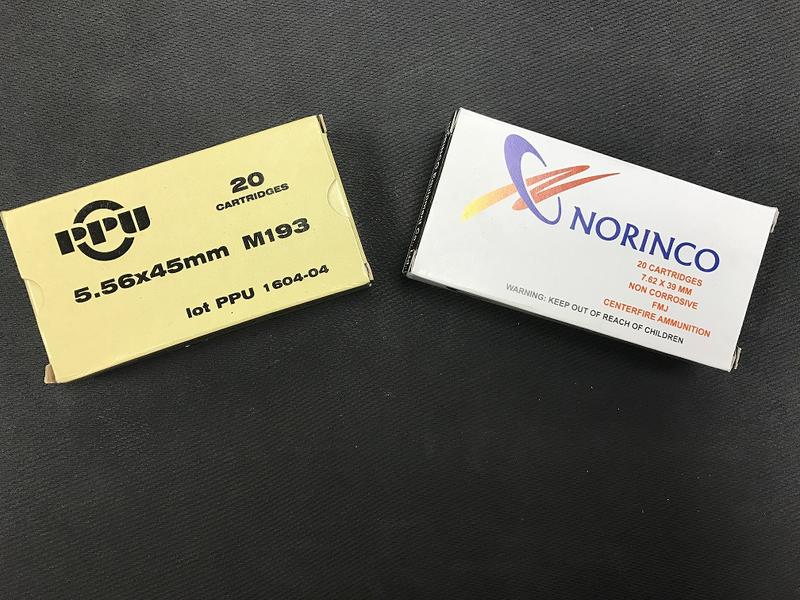 PPU
20
CARTRIDGES
5.56x45mm M193
lot PPU 1604-04
NORINCO
20 CARTRIDGES
7.62 X 39 MM
NON CORROSIVE
FMJ
CENTERFIRE AMMUNITION
WARNING: KEEP OUT OF REACH OF CHILDREN